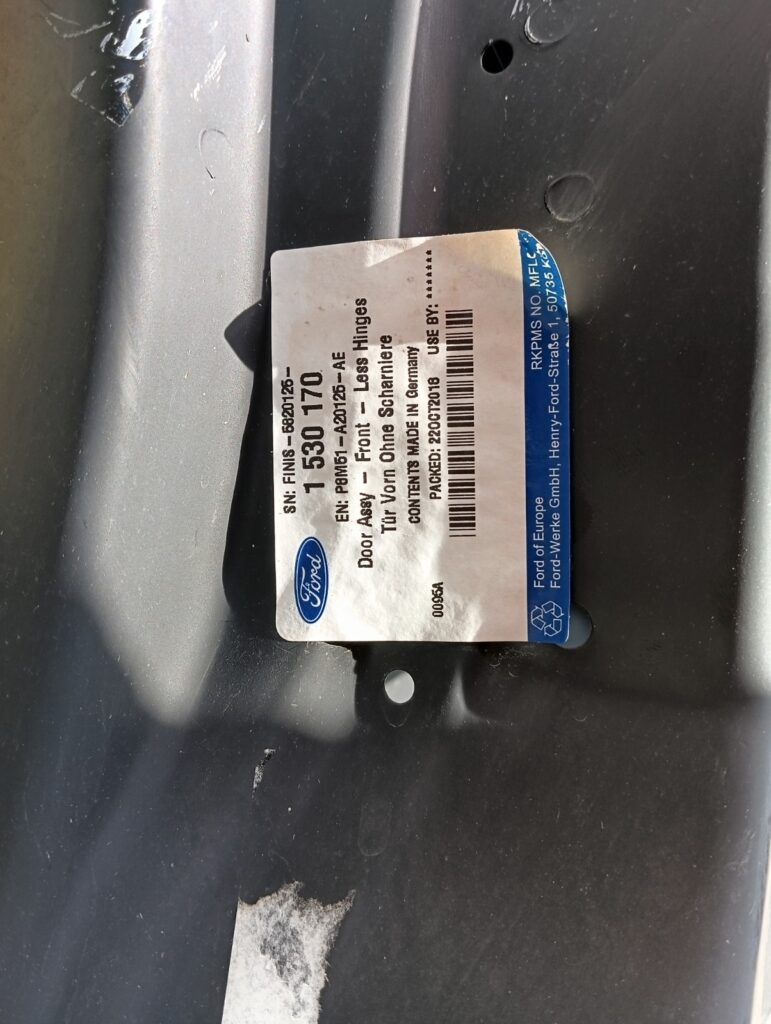 SN: FINIS-5820125-
1 530 170
EN: P8M51-A20125-AE
Door Assy - Front - Less Hinges
Tür Vorn Ohne Scharniere
CONTENTS MADE IN Germany
PACKED: 22OCT2018 USE BY: *******
0095A
Ford
RKPMS NO. MFLC
Ford of Europe
Ford-Werke GmbH, Henry-Ford-Straße 1, 50735